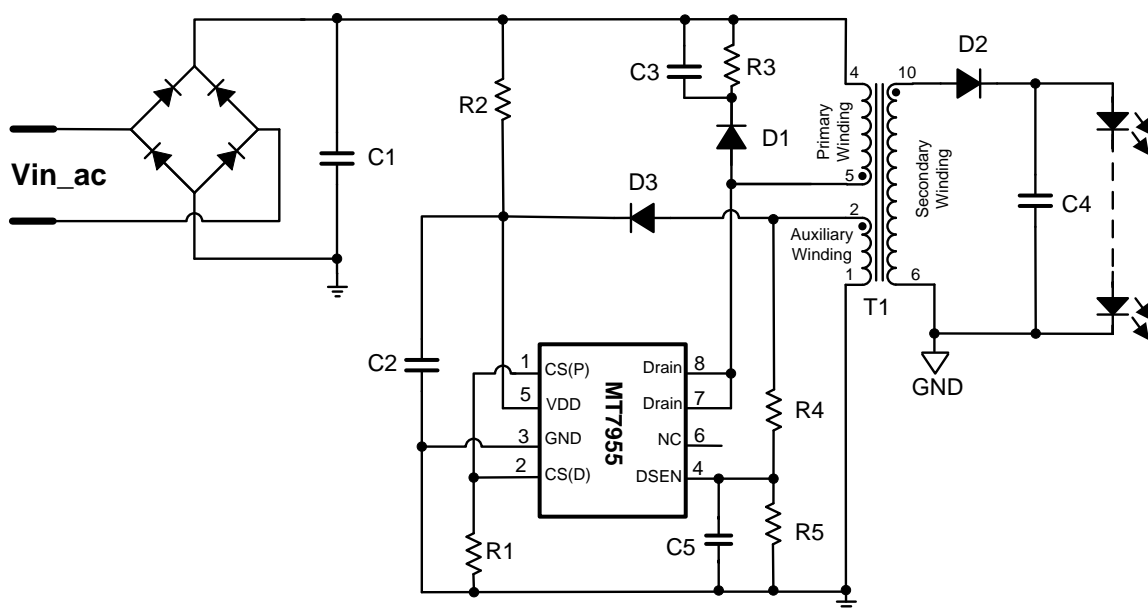 Vin_ac
C1
R2
C3
R3
D1
D3
4
5
Primary
Winding
2
1
Auxiliary
Winding
10
6
Secondary
Winding
T1
D2
C4
GND
C2
1
5
3
2
CS(P)
VDD
GND
CS(D)
MT7955
Drain
Drain
NC
DSEN
8
7
6
4
R4
R5
C5
R1